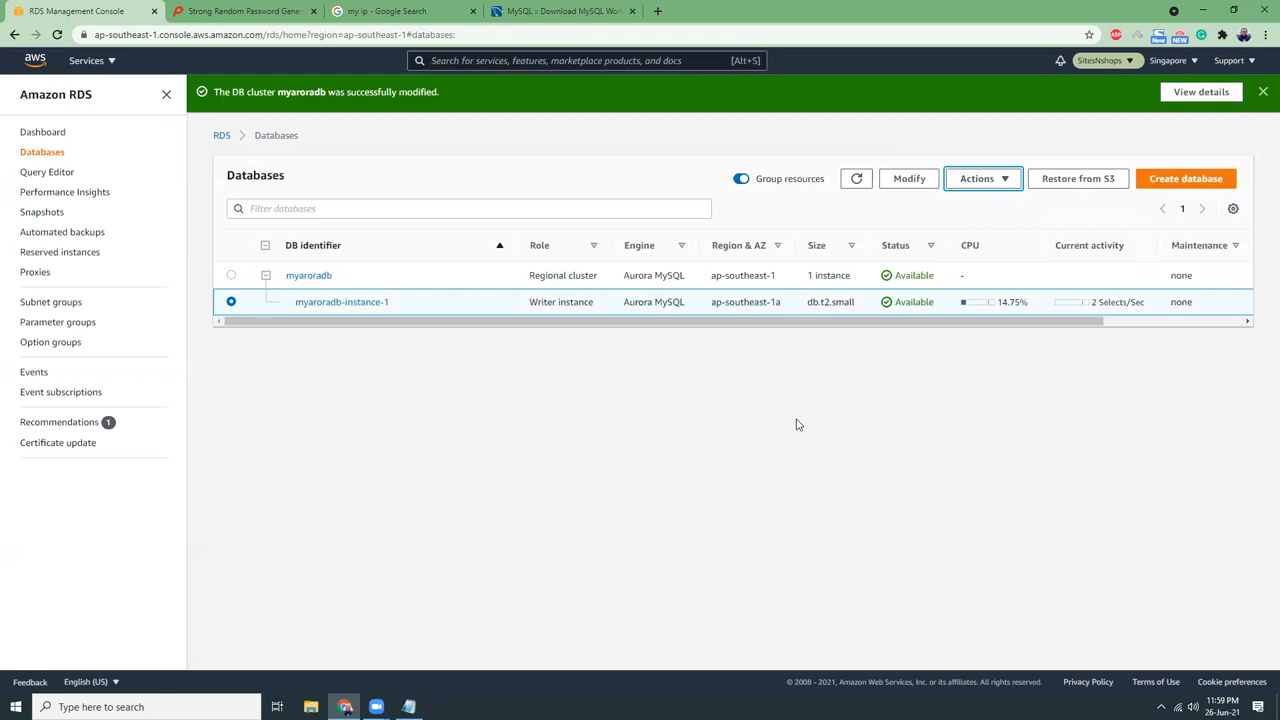 RDS Management Console
Strong Random Password Gene
my ip - Google Search
MySQL :: Download MySQL Work
ap-southeast-1.console.aws.amazon.com/rds/home?region=ap-southeast-1#databases:
ABP
New
NEW
aws
Services
Search for services, features, marketplace products, and docs
[Alt+S]
SitesNshops
Singapore
Support
Amazon RDS
The DB cluster myaroradb was successfully modified.
View details
Dashboard
Databases
Query Editor
Performance Insights
Snapshots
Automated backups
Reserved instances
Proxies
Subnet groups
Parameter groups
Option groups
Events
Event subscriptions
Recommendations 1
Certificate update
RDS > Databases
Databases
Group resources
Modify
Actions
Restore from S3
Create database
Filter databases
1
DB identifier Role Engine Region & AZ Size Status CPU Current activity Maintenance
myaroradb Regional cluster Aurora MySQL ap-southeast-1 1 instance Available - none
myaroradb-instance-1 Writer instance Aurora MySQL ap-southeast-1a db.t2.small Available 14.75% 2 Selects/Sec none
Feedback
English (US)
© 2008 - 2021, Amazon Web Services, Inc. or its affiliates. All rights reserved.
Privacy Policy
Terms of Use
Cookie preferences
Type here to search
11:59 PM
26-Jun-21